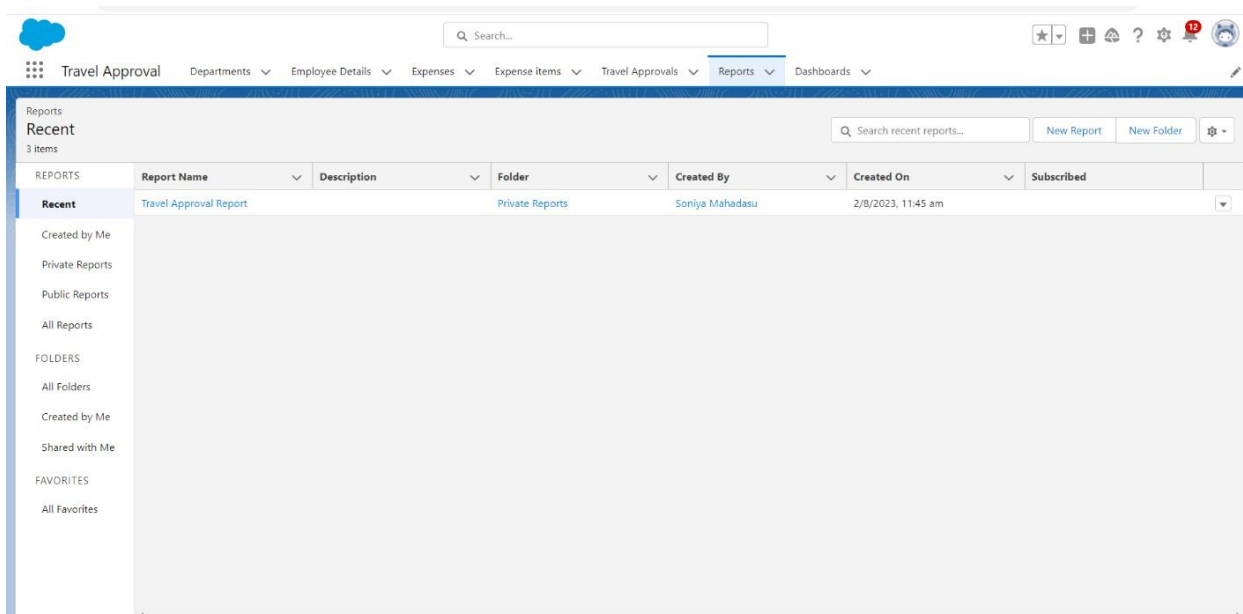 Search...
12
Travel Approval Departments Employee Details Expenses Expense items Travel Approvals Reports Dashboards
Reports
Recent
3 items
Search recent reports...
New Report New Folder
REPORTS Report Name Description Folder Created By Created On Subscribed
Recent Travel Approval Report Private Reports Soniya Mahadasu 2/8/2023, 11:45 am
Created by Me
Private Reports
Public Reports
All Reports
FOLDERS
All Folders
Created by Me
Shared with Me
FAVORITES
All Favorites